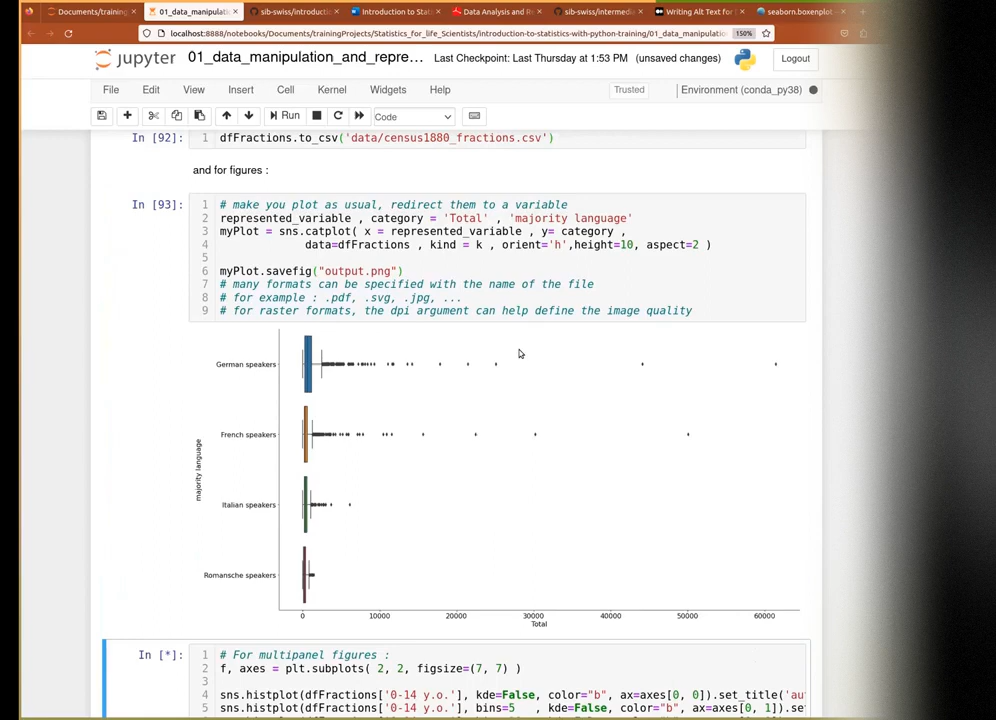 Documents/training
01_data_manipulati
sib-swiss/introducti
Introduction to Stat
Data Analysis and R
sib-swiss/intermedi
Writing Alt Text for
seaborn.boxenplot
localhost:8888/notebooks/Documents/trainingProjects/Statistics_for_life_Scientists/introduction-to-statistics-with-python-training/01_data_manipulatio
150%
jupyter
01_data_manipulation_and_repre...
Last Checkpoint: Last Thursday at 1:53 PM
(unsaved changes)
Logout
File
Edit
View
Insert
Cell
Kernel
Widgets
Help
Trusted
Environment (conda_py38)
Run
Code
In [92]:
1 dfFractions.to_csv('data/census1880_fractions.csv')
and for figures :
In [93]:
1 # make you plot as usual, redirect them to a variable
2 represented_variable , category = 'Total' , 'majority language'
3 myPlot = sns.catplot( x = represented_variable , y= category ,
4 data=dfFractions , kind = k , orient='h',height=10, aspect=2 )
5
6 myPlot.savefig("output.png")
7 # many formats can be specified with the name of the file
8 # for example : .pdf, .svg, .jpg, ...
9 # for raster formats, the dpi argument can help define the image quality
German speakers
French speakers
Italian speakers
Romansche speakers
majority language
0 10000 20000 30000 40000 50000 60000
Total
In [*]:
1 # For multipanel figures :
2 f, axes = plt.subplots( 2, 2, figsize=(7, 7) )
3
4 sns.histplot(dfFractions['0-14 y.o.'], kde=False, color="b", ax=axes[0, 0]).set_title('au
5 sns.histplot(dfFractions['0-14 y.o.'], bins=5 , kde=False, color="b", ax=axes[0, 1]).se